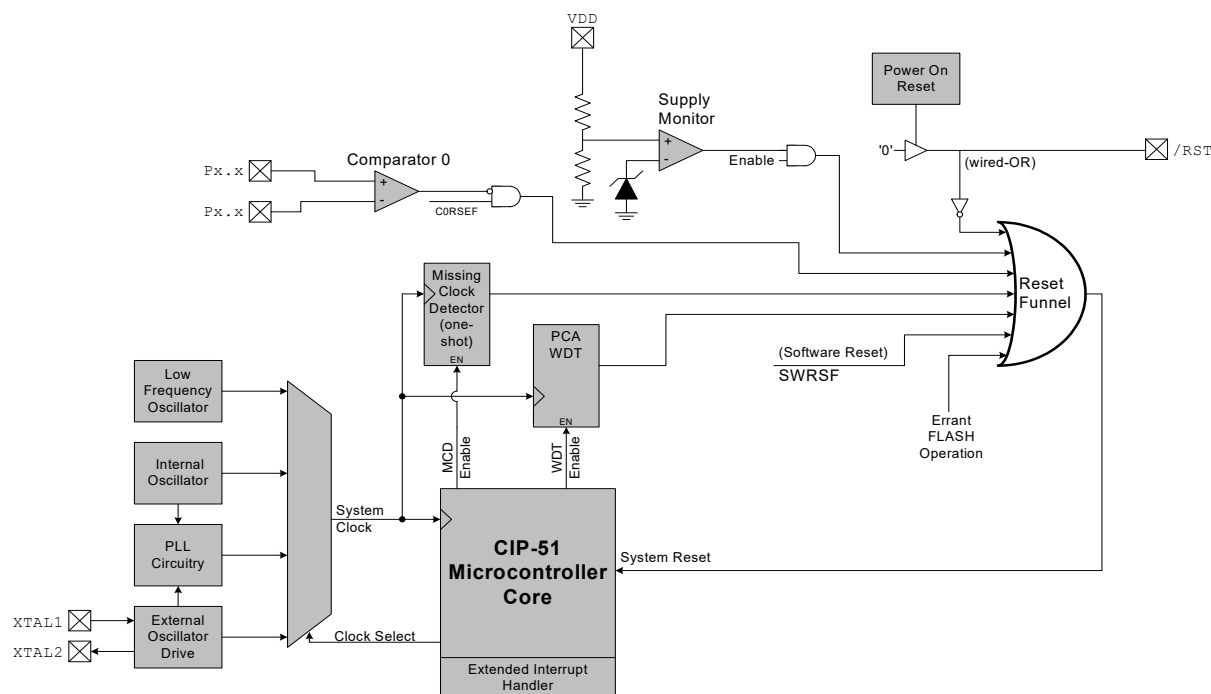 VDD
Power On
Reset
Supply
Monitor
+
-
Enable
'0'
(wired-OR)
/RST
Comparator 0
Px.x
Px.x
+
-
C0RSEF
Missing
Clock
Detector
(one-
shot)
EN
PCA
WDT
EN
Reset
Funnel
(Software Reset)
SWRSF
Errant
FLASH
Operation
Low
Frequency
Oscillator
Internal
Oscillator
PLL
Circuitry
XTAL1
XTAL2
External
Oscillator
Drive
System
Clock
MCD
Enable
WDT
Enable
CIP-51
Microcontroller
Core
System Reset
Clock Select
Extended Interrupt
Handler